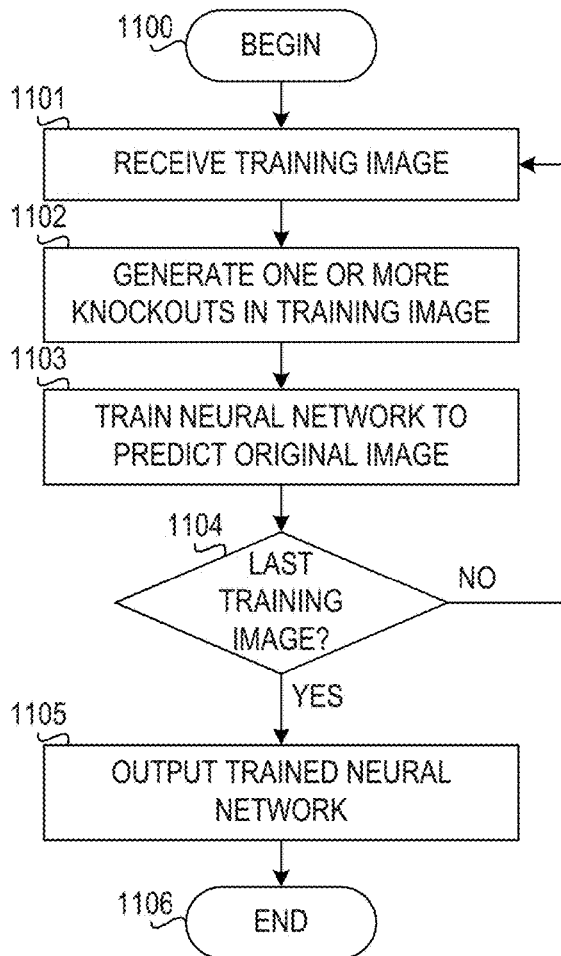 1100
BEGIN
1101
RECEIVE TRAINING IMAGE
1102
GENERATE ONE OR MORE
KNOCKOUTS IN TRAINING IMAGE
1103
TRAIN NEURAL NETWORK TO
PREDICT ORIGINAL IMAGE
1104
LAST
TRAINING
IMAGE?
NO
YES
1105
OUTPUT TRAINED NEURAL
NETWORK
1106
END